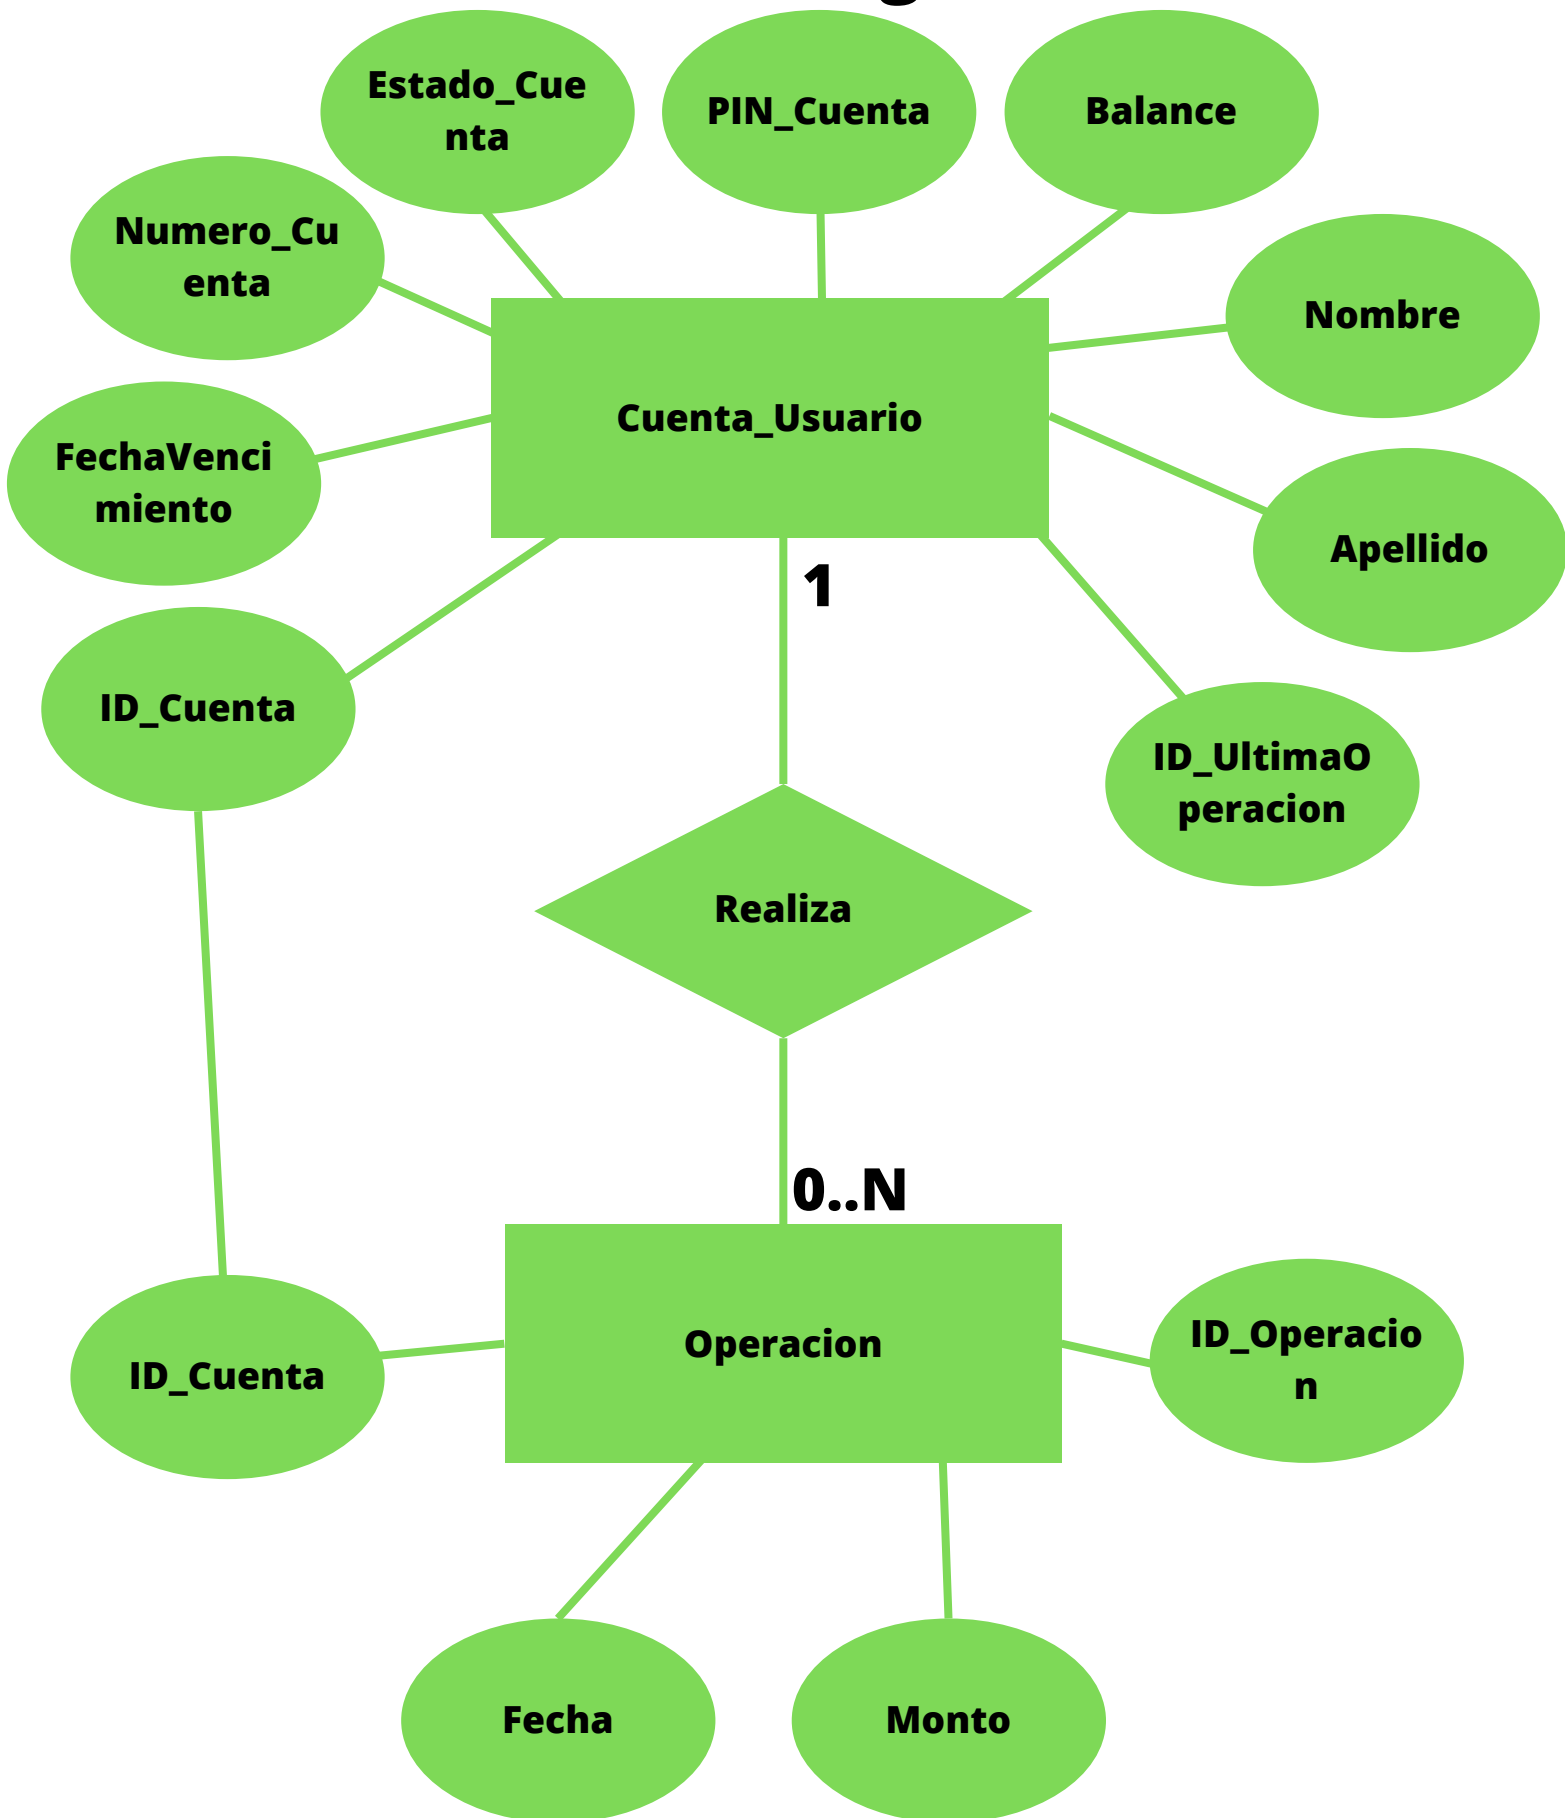 Estado_Cue
nta
PIN_Cuenta
Balance
Numero_Cu
enta
Nombre
Cuenta_Usuario
FechaVenci
miento
Apellido
1
ID_Cuenta
ID_UltimaO
peracion
Realiza
0..N
Operacion
ID_Operacio
n
ID_Cuenta
Fecha
Monto